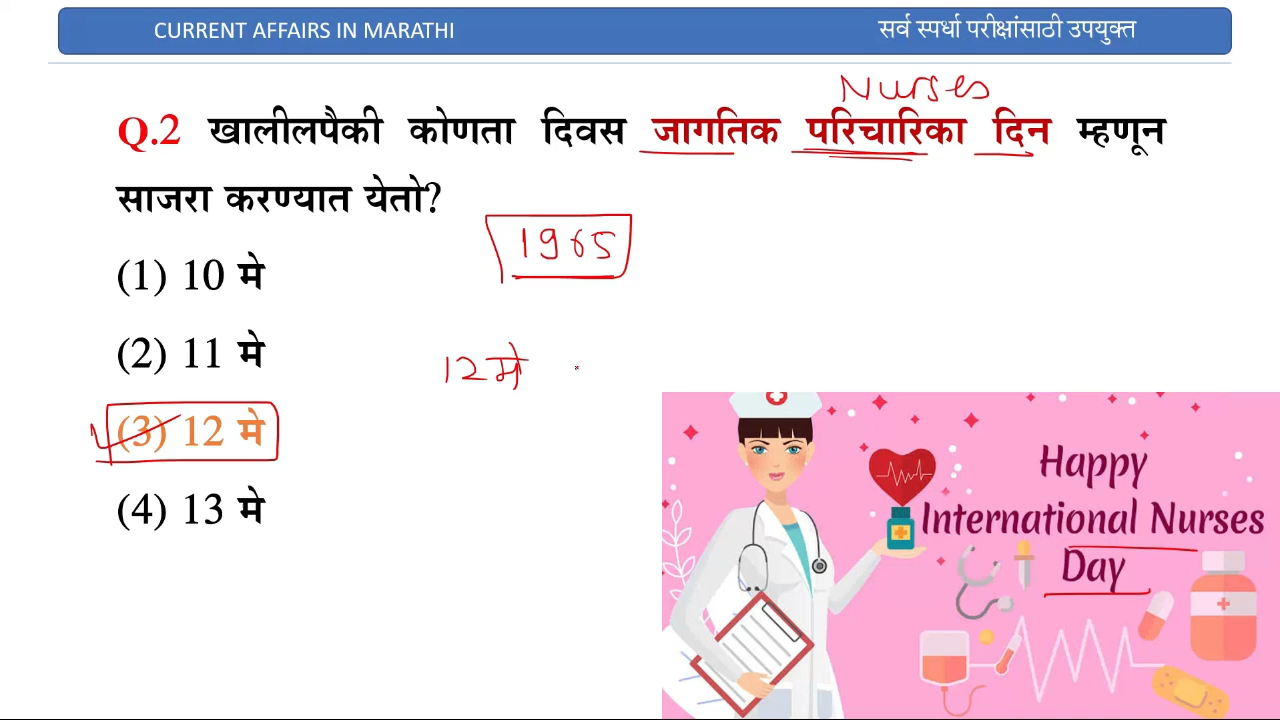 CURRENT AFFAIRS IN MARATHI
सर्व स्पर्धा परीक्षांसाठी उपयुक्त
Nurses
Q.2 खालीलपैकी कोणता दिवस जागतिक परिचारिका दिन म्हणून
साजरा करण्यात येतो?
1965
(1) 10 मे
(2) 11 मे
12 मे
(3) 12 मे
(4) 13 मे
Happy
International Nurses
Day